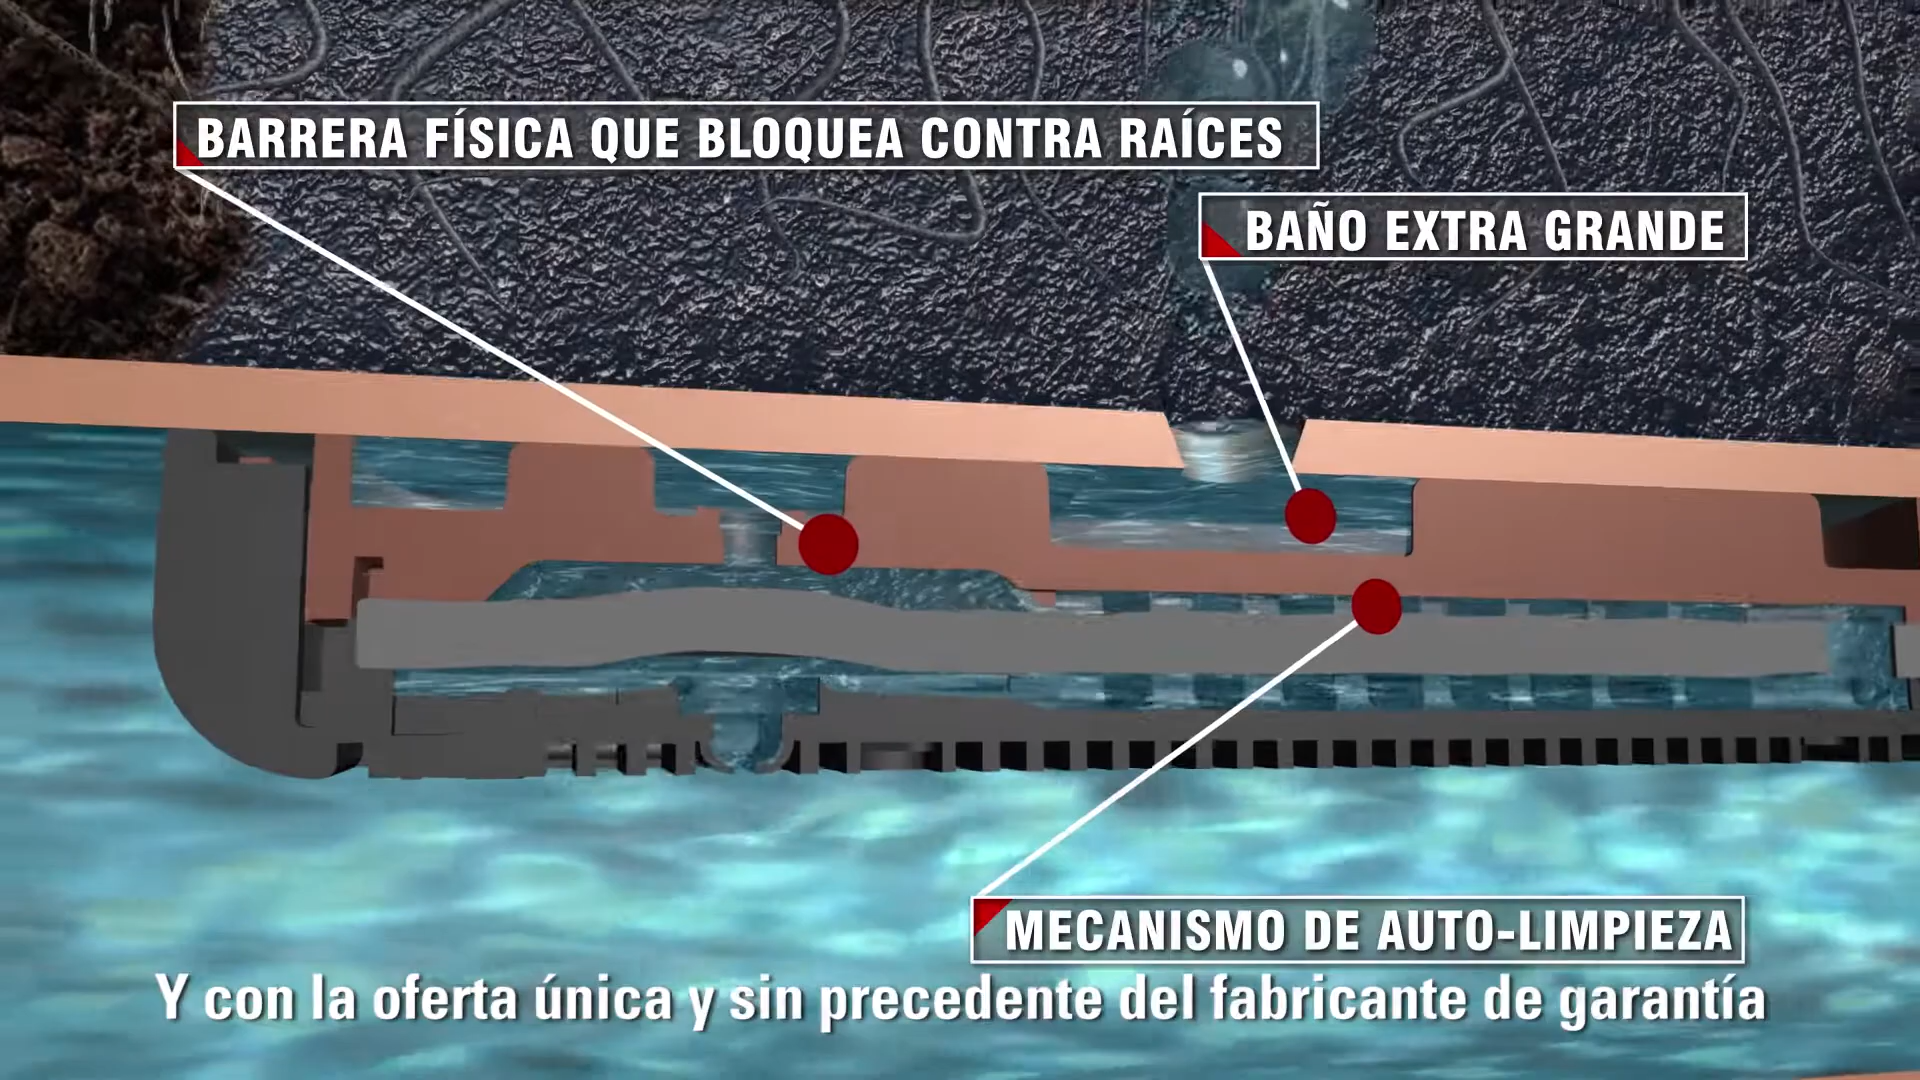 BARRERA FÍSICA QUE BLOQUEA CONTRA RAÍCES
BAÑO EXTRA GRANDE
MECANISMO DE AUTO-LIMPIEZA
Y con la oferta única y sin precedente del fabricante de garantía